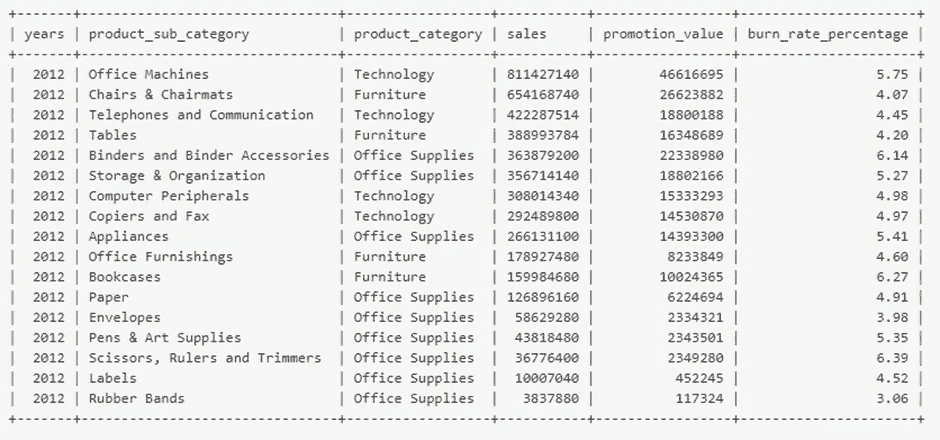 +-------+--------------------------------+------------------+-----------+-----------------+----------------------+
| years | product_sub_category           | product_category | sales     | promotion_value | burn_rate_percentage |
+-------+--------------------------------+------------------+-----------+-----------------+----------------------+
|  2012 | Office Machines                | Technology       | 811427140 |        46616695 |                 5.75 |
|  2012 | Chairs & Chairmats             | Furniture        | 654168740 |        26623882 |                 4.07 |
|  2012 | Telephones and Communication   | Technology       | 422287514 |        18800188 |                 4.45 |
|  2012 | Tables                         | Furniture        | 388993784 |        16348689 |                 4.20 |
|  2012 | Binders and Binder Accessories | Office Supplies  | 363879200 |        22338980 |                 6.14 |
|  2012 | Storage & Organization         | Office Supplies  | 356714140 |        18802166 |                 5.27 |
|  2012 | Computer Peripherals           | Technology       | 308014340 |        15333293 |                 4.98 |
|  2012 | Copiers and Fax                | Technology       | 292489800 |        14530870 |                 4.97 |
|  2012 | Appliances                     | Office Supplies  | 266131100 |        14393300 |                 5.41 |
|  2012 | Office Furnishings             | Furniture        | 178927480 |         8233849 |                 4.60 |
|  2012 | Bookcases                      | Furniture        | 159984680 |        10024365 |                 6.27 |
|  2012 | Paper                          | Office Supplies  | 126896160 |         6224694 |                 4.91 |
|  2012 | Envelopes                      | Office Supplies  |  58629280 |         2334321 |                 3.98 |
|  2012 | Pens & Art Supplies            | Office Supplies  |  43818480 |         2343501 |                 5.35 |
|  2012 | Scissors, Rulers and Trimmers  | Office Supplies  |  36776400 |         2349280 |                 6.39 |
|  2012 | Labels                         | Office Supplies  |  10007040 |          452245 |                 4.52 |
|  2012 | Rubber Bands                   | Office Supplies  |   3837880 |          117324 |                 3.06 |
+-------+--------------------------------+------------------+-----------+-----------------+----------------------+